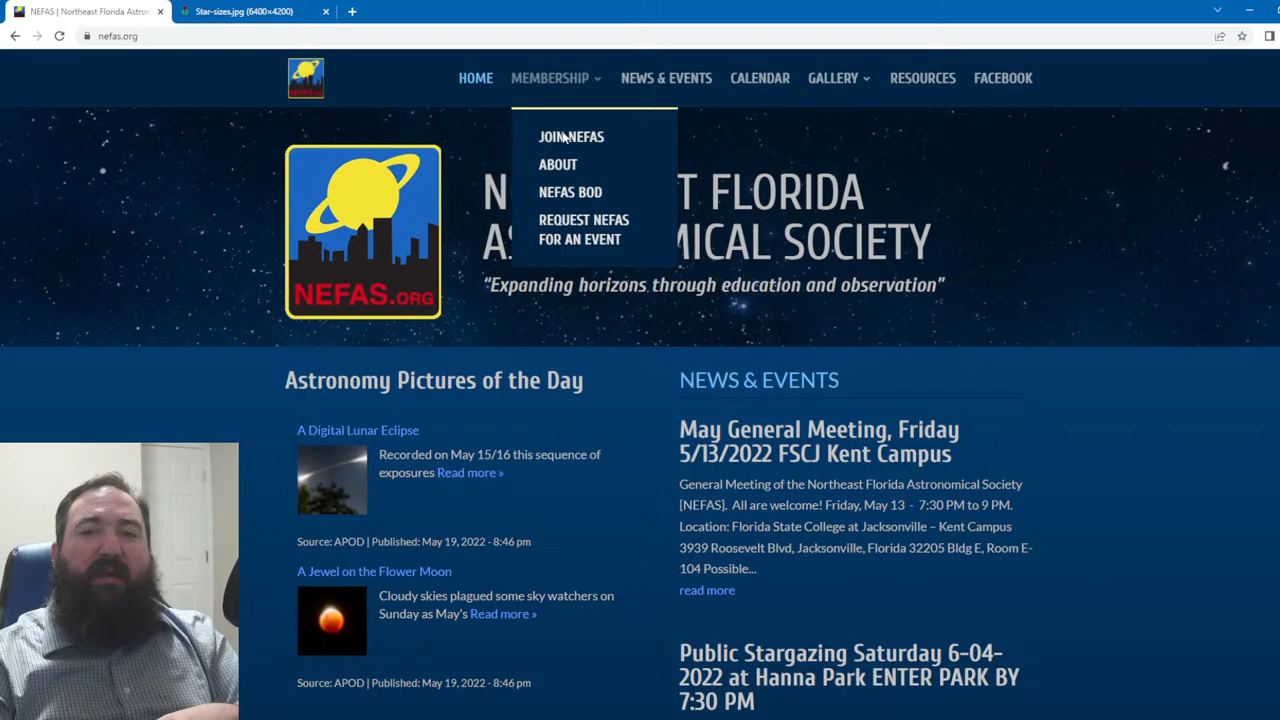 NEFAS | Northeast Florida Astron
Star-sizes.jpg (6400×4200)
nefas.org
HOME
MEMBERSHIP
NEWS & EVENTS
CALENDAR
GALLERY
RESOURCES
FACEBOOK
JOIN NEFAS
ABOUT
NEFAS BOD
REQUEST NEFAS
FOR AN EVENT
NEFAS.ORG
FLORIDA
SOCIETY
“Expanding horizons through education and observation”
Astronomy Pictures of the Day
A Digital Lunar Eclipse
Recorded on May 15/16 this sequence of
exposures Read more »
Source: APOD | Published: May 19, 2022 - 8:46 pm
A Jewel on the Flower Moon
Cloudy skies plagued some sky watchers on
Sunday as May's Read more »
Source: APOD | Published: May 19, 2022 - 8:46 pm
NEWS & EVENTS
May General Meeting, Friday
5/13/2022 FSCJ Kent Campus
General Meeting of the Northeast Florida Astronomical Society
[NEFAS]. All are welcome! Friday, May 13 - 7:30 PM to 9 PM.
Location: Florida State College at Jacksonville – Kent Campus
3939 Roosevelt Blvd, Jacksonville, Florida 32205 Bldg E, Room E-
104 Possible...
read more
Public Stargazing Saturday 6-04-
2022 at Hanna Park ENTER PARK BY
7:30 PM